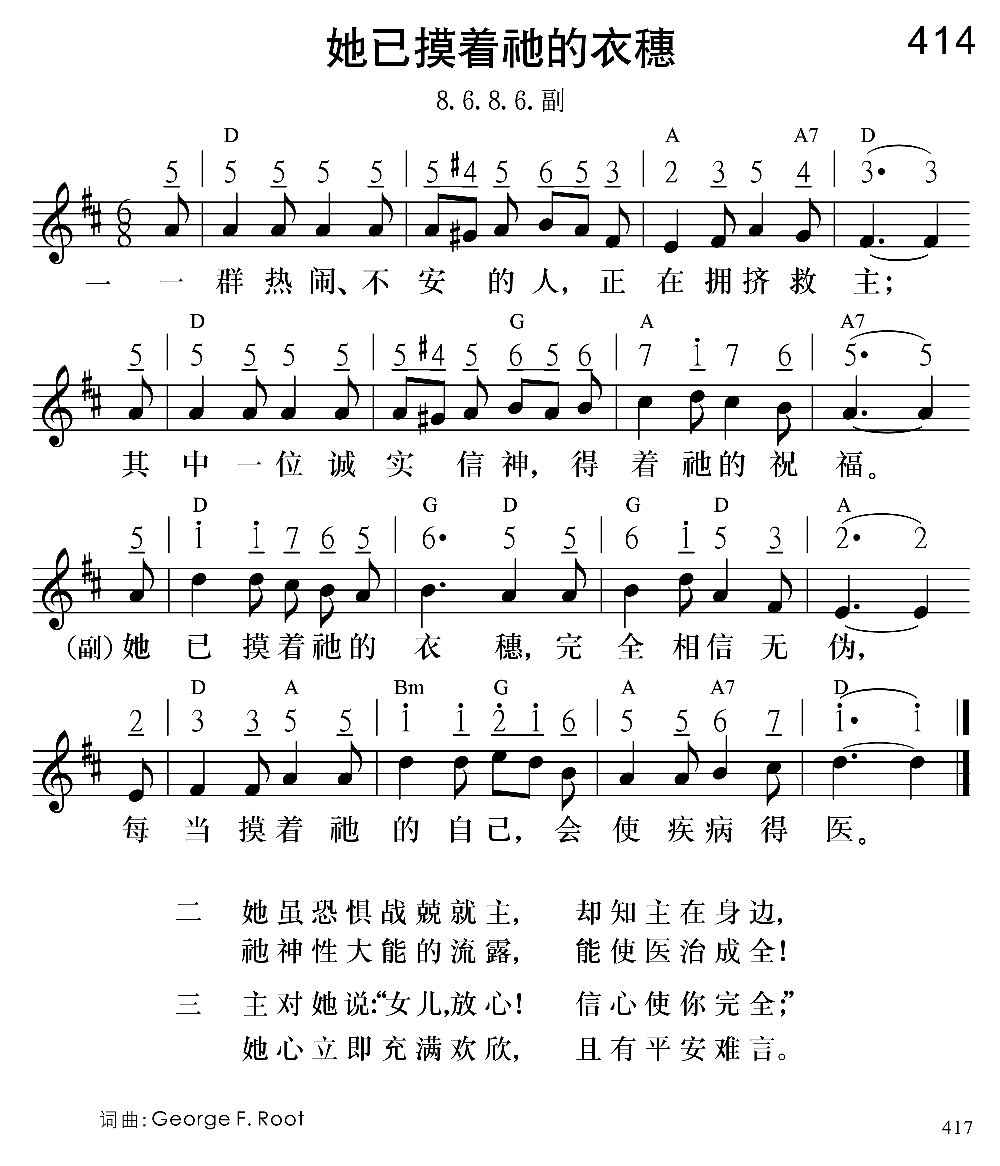 她已摸着祂的衣穗 414
8.6.8.6.副
D A A7 D
5 | 5 5 5 5 | 5 #4 5 6 5 3 | 2 3 5 4 | 3• 3
6
8
一 一群热闹、不安的人，正在拥挤救主；
D G A A7
5 | 5 5 5 5 | 5 #4 5 6 5 6 | 7 i 7 6 | 5• 5
其中一位诚实信神，得着祂的祝福。
D G D G D A
5 | i i 7 6 5 | 6• 5 5 | 6 i 5 3 | 2• 2
(副)她已摸着祂的衣穗，完全相信无伪，
D A Bm G A A7 D
2 | 3 3 5 5 | i i 2̇ i 6 | 5 5 6 7 | i• i
每当摸着祂的自己，会使疾病得医。
二 她虽恐惧战兢就主， 却知主在身边，
祂神性大能的流露， 能使医治成全！
三 主对她说：“女儿，放心！ 信心使你完全；”
她心立即充满欢欣， 且有平安难言。
词曲：George F. Root
417